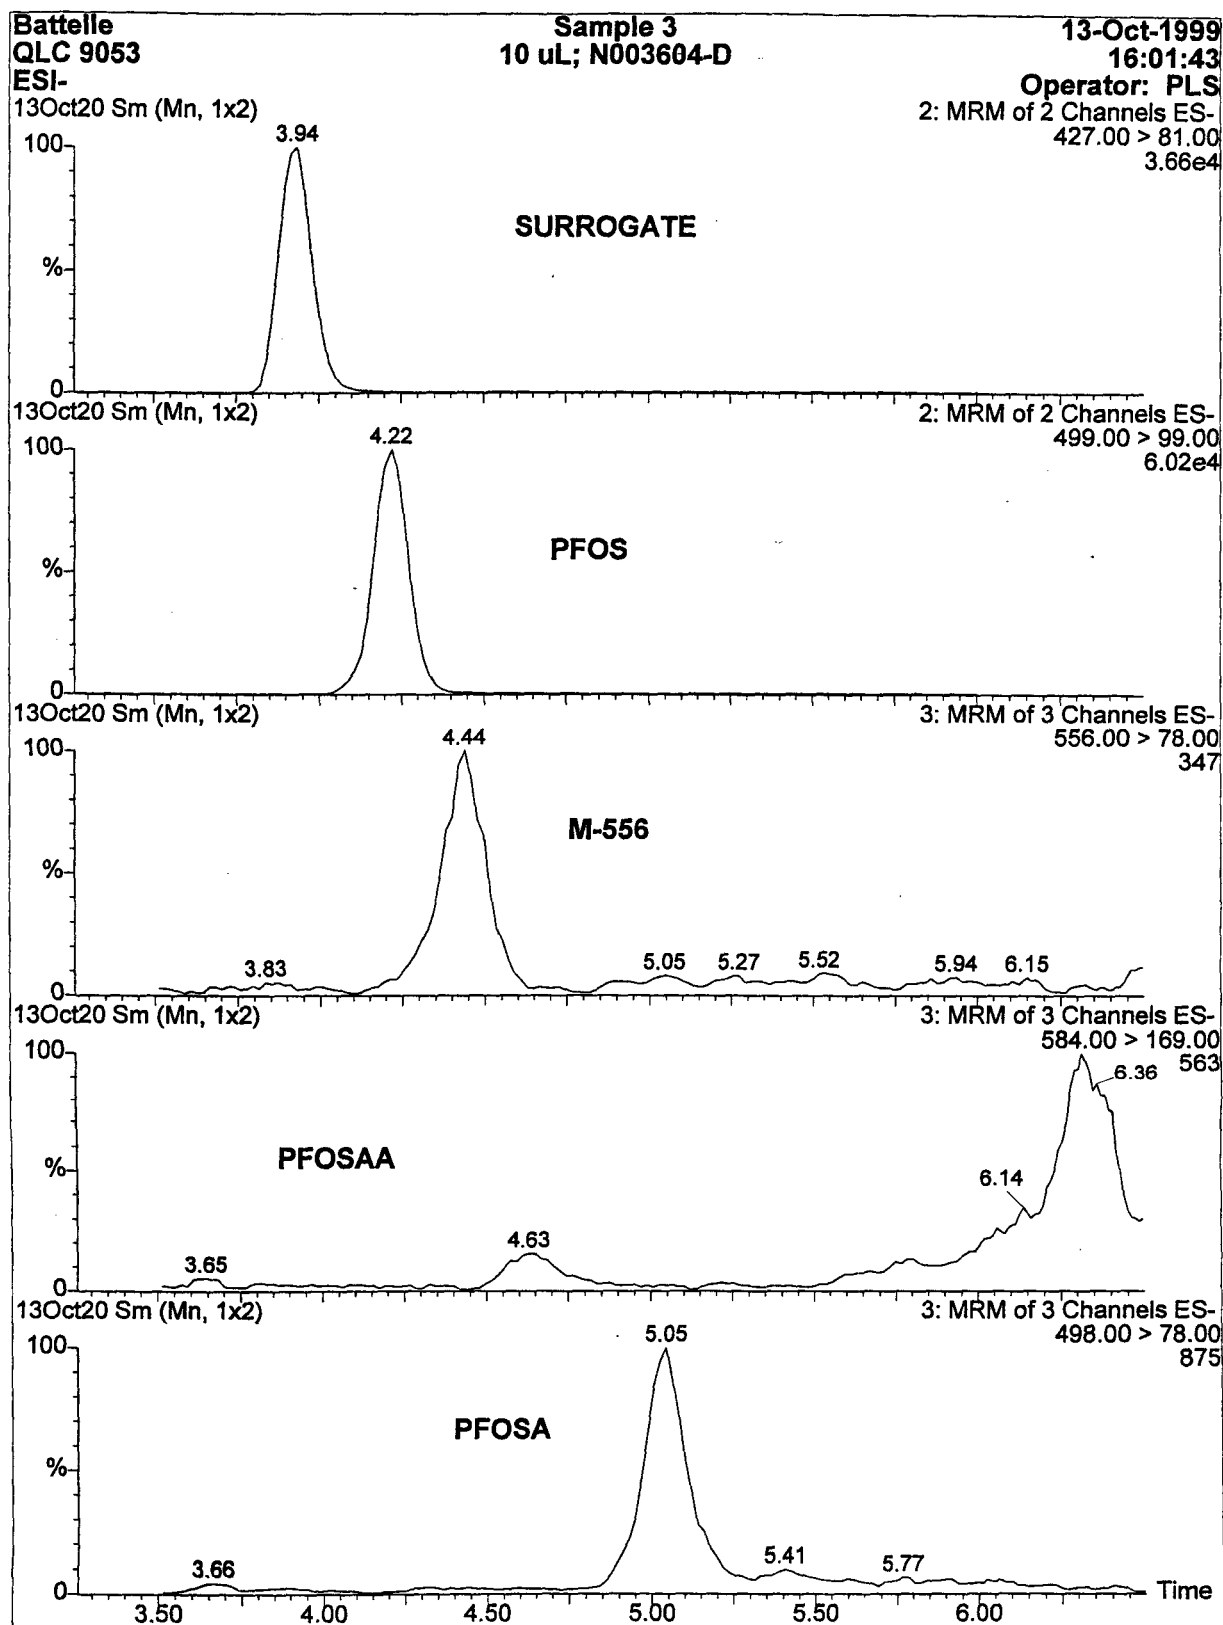 Battelle Sample 3 13-Oct-1999
QLC 9053 10 uL; N003604-D 16:01:43
ESI- Operator: PLS
13Oct20 Sm (Mn, 1x2) 2: MRM of 2 Channels ES-
427.00 > 81.00
3.66e4
3.94
100
SURROGATE
%
0
13Oct20 Sm (Mn, 1x2) 2: MRM of 2 Channels ES-
499.00 > 99.00
6.02e4
4.22
100
PFOS
%
0
13Oct20 Sm (Mn, 1x2) 3: MRM of 3 Channels ES-
556.00 > 78.00
347
4.44
100
M-556
%
3.83 5.05 5.27 5.52 5.94 6.15
0
13Oct20 Sm (Mn, 1x2) 3: MRM of 3 Channels ES-
584.00 > 169.00
563
100
6.36
PFOSAA
%
6.14
4.63
3.65
0
13Oct20 Sm (Mn, 1x2) 3: MRM of 3 Channels ES-
498.00 > 78.00
875
5.05
100
PFOSA
%
3.66 5.41 5.77
0
Time
3.50 4.00 4.50 5.00 5.50 6.00